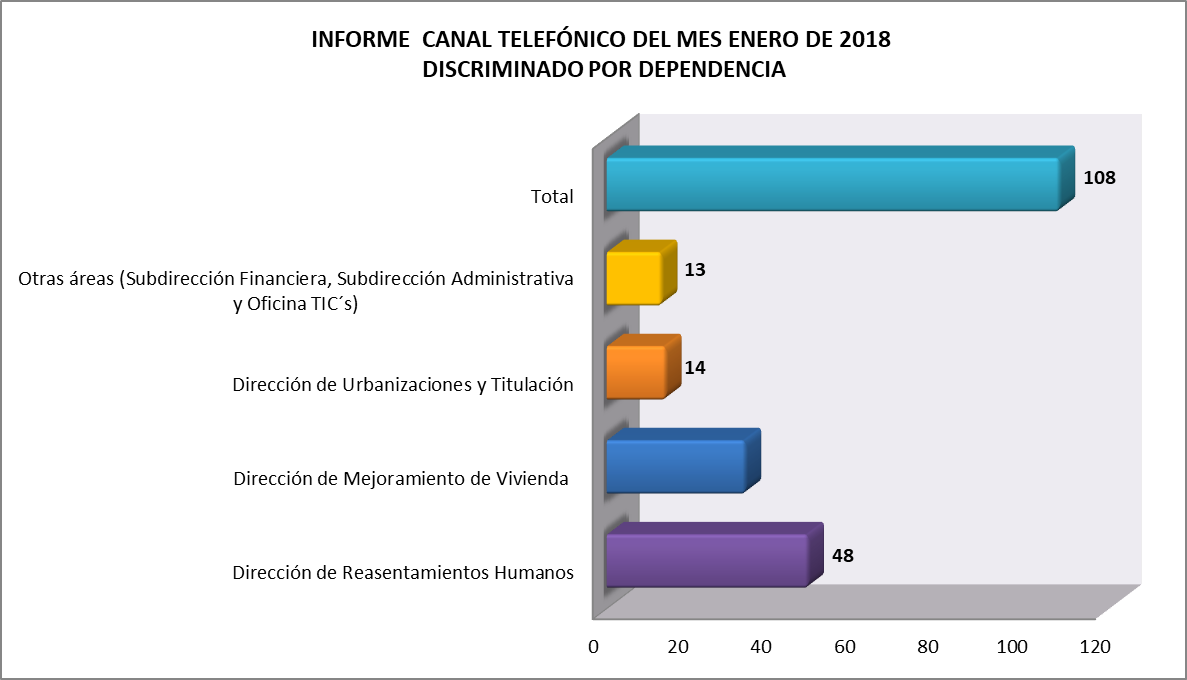 INFORME  CANAL TELEFÓNICO DEL MES ENERO DE 2018
DISCRIMINADO POR DEPENDENCIA
Total
108
Otras áreas (Subdirección Financiera, Subdirección Administrativa
y Oficina TIC´s)
13
Dirección de Urbanizaciones y Titulación
14
Dirección de Mejoramiento de Vivienda
Dirección de Reasentamientos Humanos
48
0 20 40 60 80 100 120